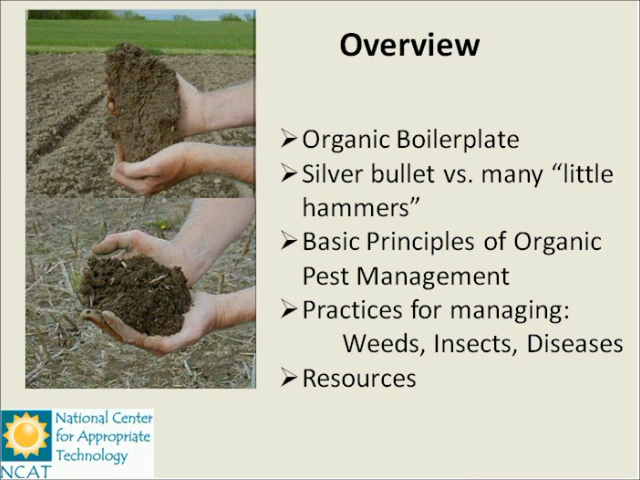 Overview
➢Organic Boilerplate
➢Silver bullet vs. many “little
hammers”
➢Basic Principles of Organic
Pest Management
➢Practices for managing:
Weeds, Insects, Diseases
➢Resources
National Center
for Appropriate
Technology
NCAT